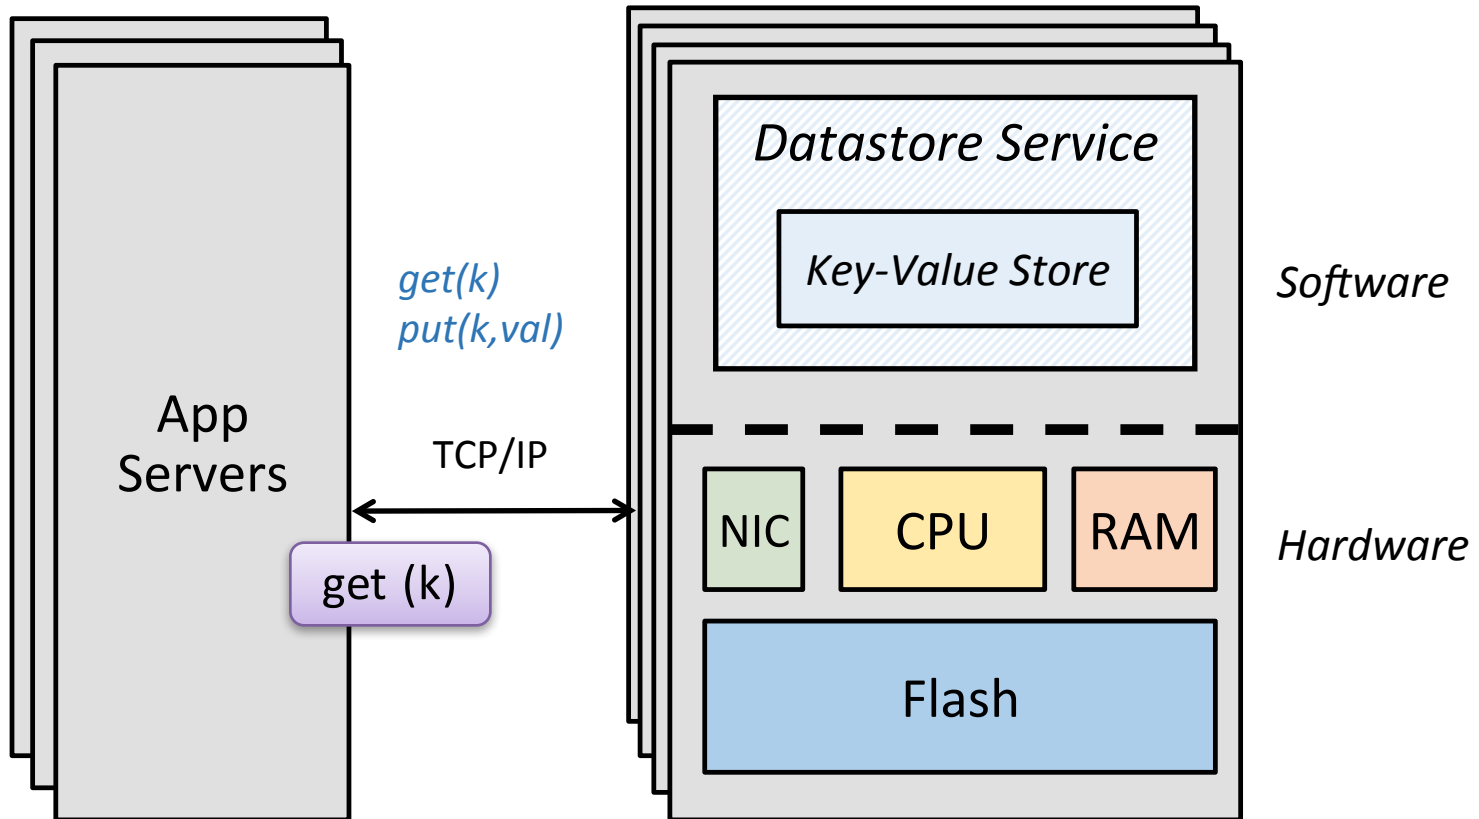 Datastore Service
Key-Value Store
get(k)
put(k,val)
Software
App
Servers
TCP/IP
NIC
CPU
RAM
Hardware
get (k)
Flash